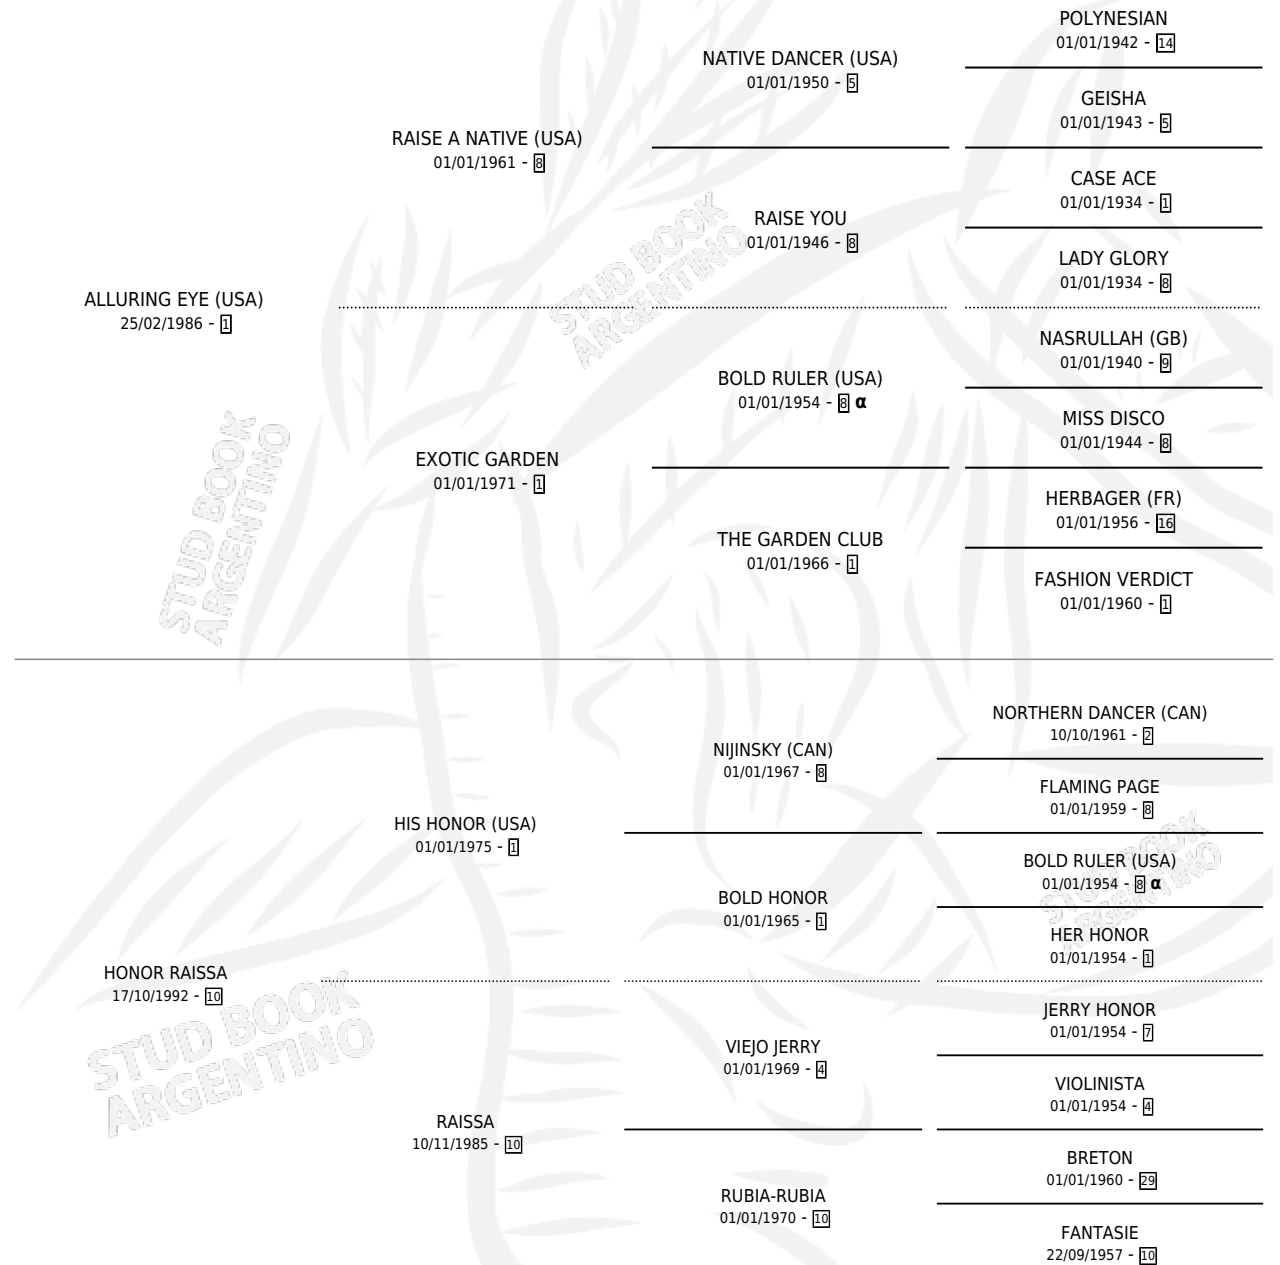 POLYNESIAN
01/01/1942 - 14
NATIVE DANCER (USA)
01/01/1950 - 5
GEISHA
01/01/1943 - 5
RAISE A NATIVE (USA)
01/01/1961 - 8
CASE ACE
01/01/1934 - 1
RAISE YOU
01/01/1946 - 8
LADY GLORY
01/01/1934 - 8
ALLURING EYE (USA)
25/02/1986 - 1
STUD BOOK
ARGENTINO
NASRULLAH (GB)
01/01/1940 - 9
BOLD RULER (USA)
01/01/1954 - 8 α
MISS DISCO
01/01/1944 - 8
EXOTIC GARDEN
01/01/1971 - 1
HERBAGER (FR)
01/01/1956 - 16
THE GARDEN CLUB
01/01/1966 - 1
FASHION VERDICT
01/01/1960 - 1
STUD BOOK
ARGENTINO
NORTHERN DANCER (CAN)
10/10/1961 - 2
NIJINSKY (CAN)
01/01/1967 - 8
FLAMING PAGE
01/01/1959 - 8
HIS HONOR (USA)
01/01/1975 - 1
BOLD RULER (USA)
01/01/1954 - 8 α
STUD BOOK
ARGENTINO
BOLD HONOR
01/01/1965 - 1
HER HONOR
01/01/1954 - 1
HONOR RAISSA
17/10/1992 - 10
STUD BOOK
ARGENTINO
JERRY HONOR
01/01/1954 - 7
VIEJO JERRY
01/01/1969 - 4
VIOLINISTA
01/01/1954 - 4
RAISSA
10/11/1985 - 10
BRETON
01/01/1960 - 29
RUBIA-RUBIA
01/01/1970 - 10
FANTASIE
22/09/1957 - 10